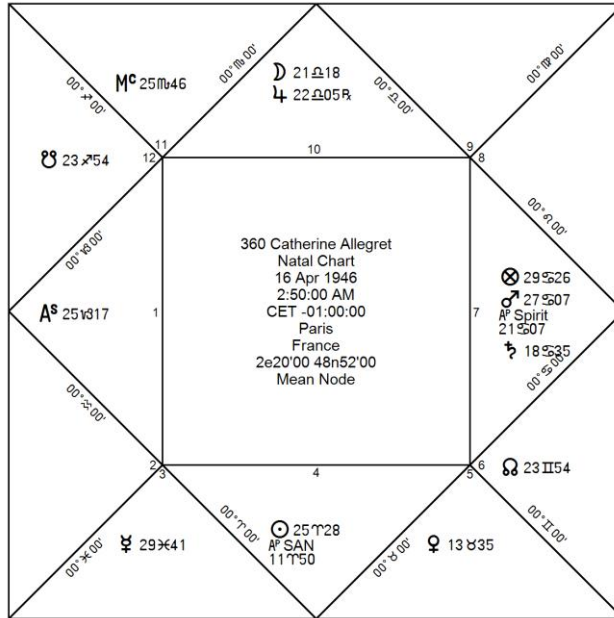 Mc 25♏46
00°♏00'
☽ 21♎18
♃ 22♎05℞
00°♎00'
00°♍00'
00°♐00'
11
12
10
9
8
☋ 23♐54
00°♑00'
00°♌00'
360 Catherine Allegret
Natal Chart
16 Apr 1946
2:50:00 AM
CET -01:00:00
Paris
France
2e20'00 48n52'00
Mean Node
As 25♑17
1
7
⊗ 29♋26
♂ 27♋07
AP Spirit
21♋07
♄ 18♋35
00°♋00'
00°♒00'
☊ 23♊54
2
3
4
6
5
00°♓00'
☿ 29♓41
00°♈00'
☉ 25♈28
AP SAN
11♈50
00°♉00'
♀ 13♉35
00°♊00'